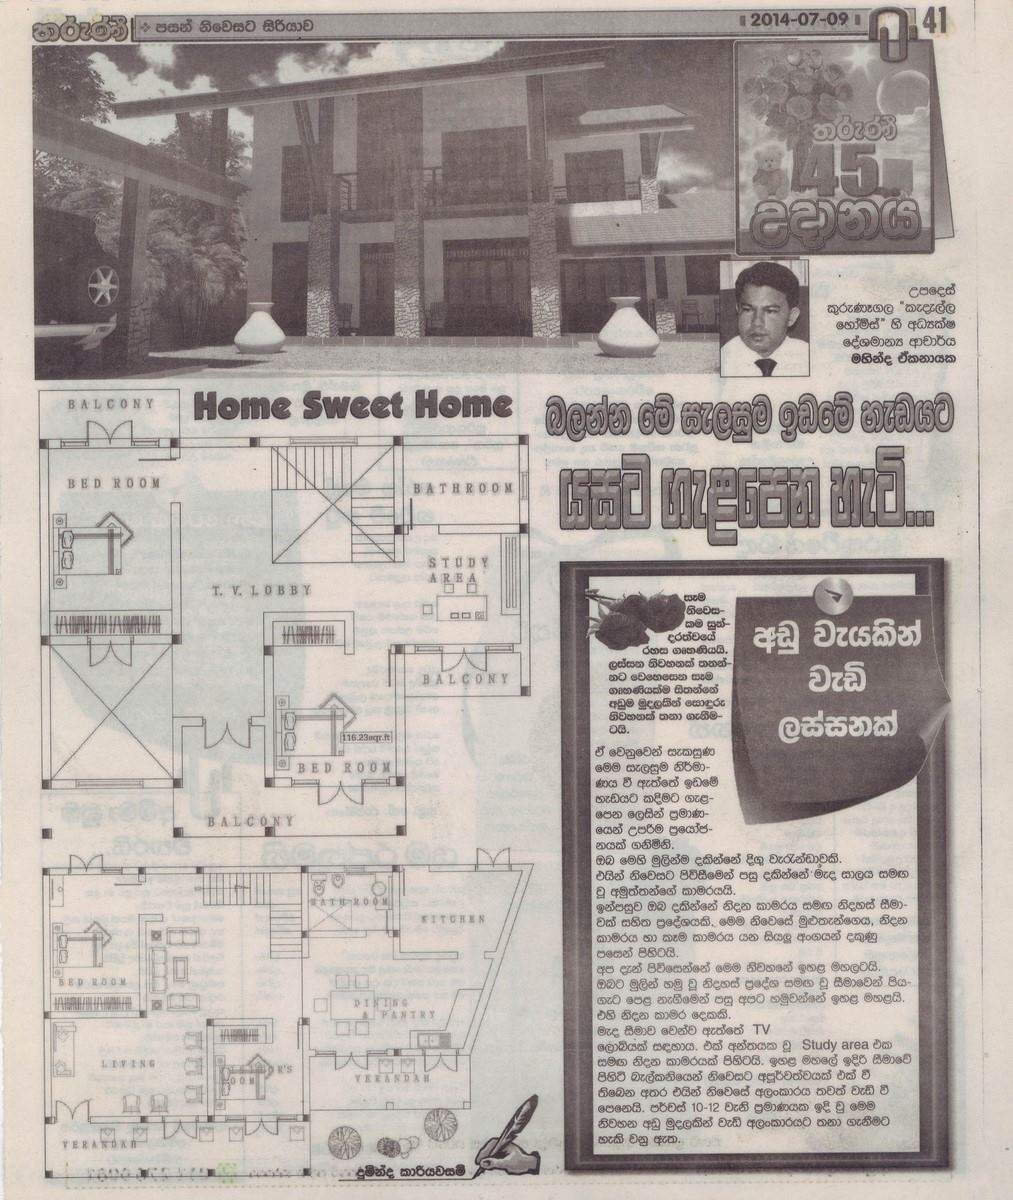 තරුණී
පසන් නිවෙසට සිරියාව
2014-07-09
41
තරුණී
45
උදානය
උපදෙස්
කුරුණෑගල "කැදැල්ල
හෝම්ස්" හි අධ්‍යක්ෂ
දේශමාන්‍ය ආචාර්ය
මහින්ද ඒකනායක
Home Sweet Home
බලන්න මේ සැලසුම ඉඩමේ හැඩයට
යසට ගැළපෙන හැටි...
BALCONY
BED ROOM
BATHROOM
STUDY
AREA
T. V. LOBBY
BALCONY
116.23sqr.ft
BED ROOM
BALCONY
BATH ROOM
KITCHEN
BED ROOM
DINING
& PANTRY
LIVING
VERANDAH
VERANDAH
දුමින්ද කාරියවසම්
අඩු වැයකින්
වැඩි
ලස්සනක්
සෑම
නිවෙස-
කම සුන්-
දරත්වයේ
රහස ගෘහණියයි.
ලස්සන නිවහනක් තනන්-
නට වෙහෙසෙන සෑම
ගෘහණියක්ම සිතන්නේ
අඩුම මුදලකින් සොඳුරු
නිවහනක් තනා ගැනීම-
ටයි.
ඒ වෙනුවෙන් සැකසුණ
මෙම සැලසුම නිර්මා-
ණය වී ඇත්තේ ඉඩමේ
හැඩයට කදිමට ගැළ-
පෙන ලෙසින් ප්‍රමාණ-
යෙන් උපරිම ප්‍රයෝජ-
නයක් ගනිමිනි.
ඔබ මෙහි මුලින්ම දකින්නේ දිගු වැරැන්ඩාවකි.
එයින් නිවෙසට පිවිසීමෙන් පසු දකින්නේ මැද සාලය සමඟ
වූ අමුත්තන්ගේ කාමරයයි.
ඉන්පසුව ඔබ දකින්නේ නිදන කාමරය සමඟ නිදහස් සීමා-
වක් සහිත ප්‍රදේශයකි. මෙම නිවෙසේ මුළුතැන්ගෙය, නිදන
කාමරය හා කෑම කාමරය යන සියලු අංගයන් දකුණු
පසෙන් පිහිටයි.
අප දැන් පිවිසෙන්නේ මෙම නිවහනේ ඉහළ මහලටයි.
ඔබට මුලින් හමු වූ නිදහස් ප්‍රදේශ සමඟ වූ සීමාවෙන් පිය-
ගැට පෙළ නැගීමෙන් පසු අපට හමුවන්නේ ඉහළ මහළයි.
එහි නිදන කාමර දෙකකි.
මැද සීමාව වෙන්ව ඇත්තේ TV
ලොබියක් සඳහාය. එක් අන්තයක වූ Study area එක
සමඟ නිදන කාමරයක් පිහිටයි. ඉහළ මහලේ ඉදිරි සීමාවේ
පිහිටි බැල්කනියෙන් නිවෙසට අපූර්වත්වයක් එක් වී
තිබෙන අතර එයින් නිවෙසේ අලංකාරය තවත් වැඩි වී
පෙනෙයි. පර්චස් 10-12 වැනි ප්‍රමාණයක ඉදි වූ මෙම
නිවහන අඩු මුදලකින් වැඩි අලංකාරයට තනා ගැනීමට
හැකි වනු ඇත.